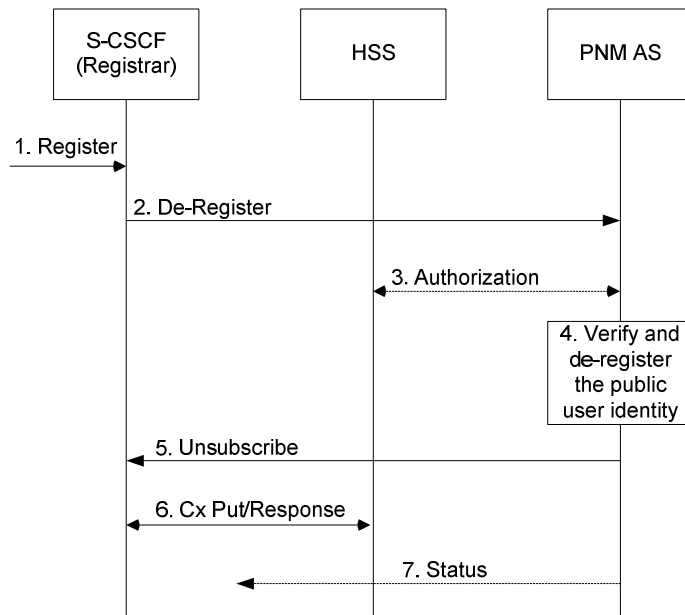 S-CSCF
(Registrar)
HSS
PNM AS
1. Register
2. De-Register
3. Authorization
4. Verify and
de-register
the public
user identity
5. Unsubscribe
6. Cx Put/Response
7. Status